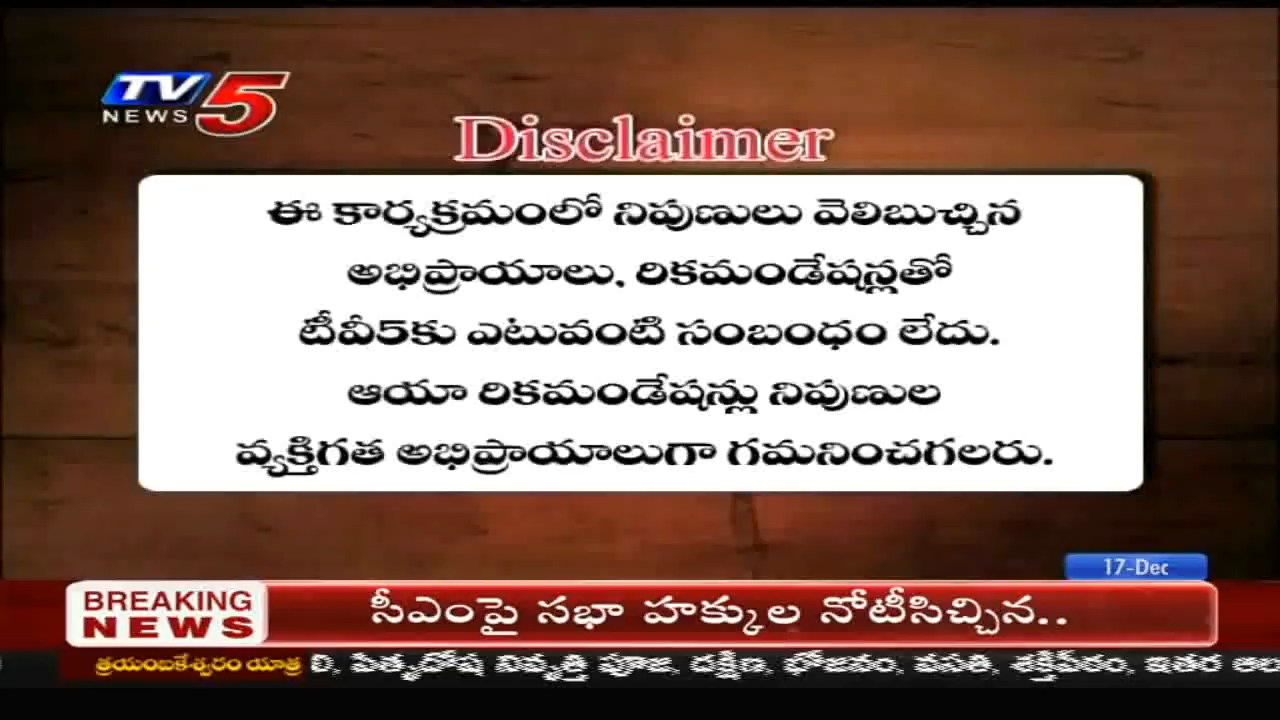 TV5
NEWS
Disclaimer
ఈ కార్యక్రమంలో నిపుణులు వెలిబుచ్చిన
అభిప్రాయాలు, రికమండేషన్లతో
టీవీ5కు ఎటువంటి సంబంధం లేదు.
ఆయా రికమండేషన్లు నిపుణుల
వ్యక్తిగత అభిప్రాయాలుగా గమనించగలరు.
17-Dec
BREAKING
NEWS
సీఎంపై సభా హక్కుల నోటీసిచ్చిన..
త్రయంబకేశ్వరం యాత్ర